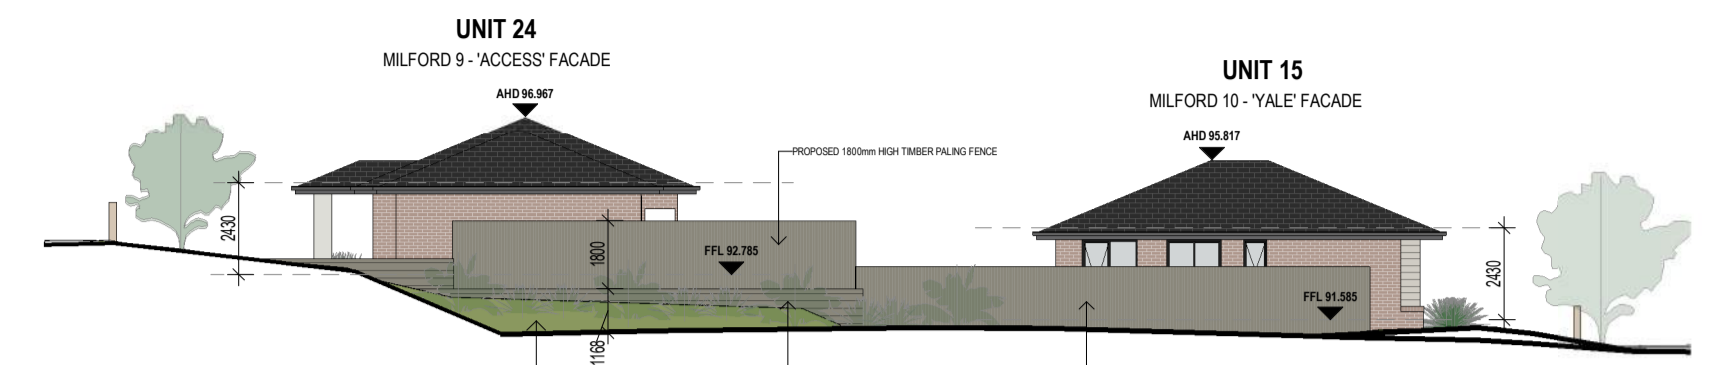 UNIT 24
MILFORD 9 - 'ACCESS' FACADE
AHD 96.967
UNIT 15
MILFORD 10 - 'YALE' FACADE
AHD 95.817
PROPOSED 1800mm HIGH TIMBER PALING FENCE
2430
1800
FFL 92.785
2430
FFL 91.585
1168